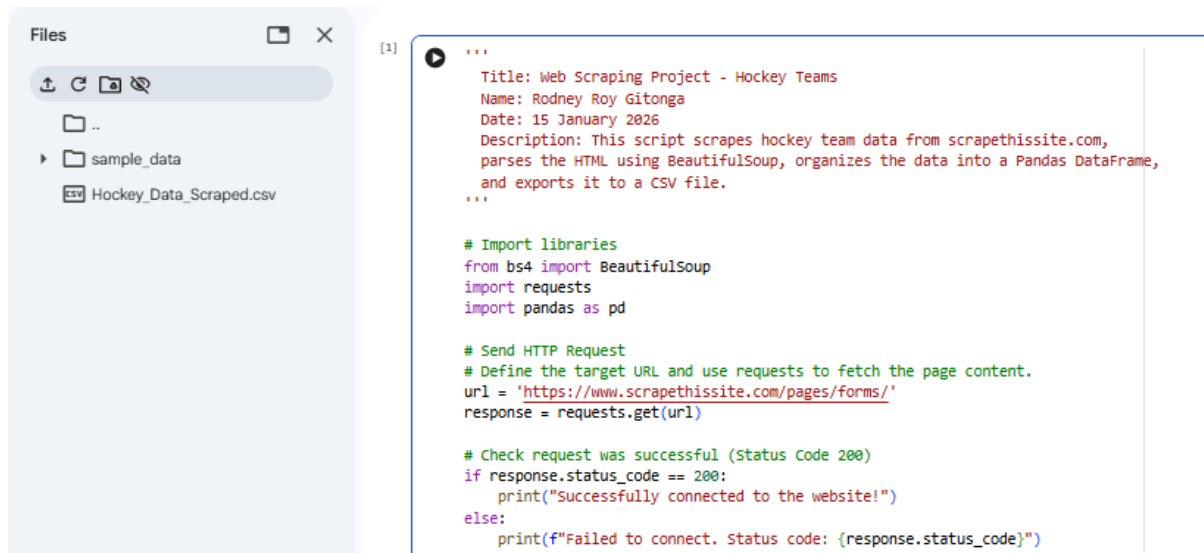 Files
..
sample_data
CSV Hockey_Data_Scraped.csv
[1]
'''
Title: Web Scraping Project - Hockey Teams
Name: Rodney Roy Gitonga
Date: 15 January 2026
Description: This script scrapes hockey team data from scrapethissite.com,
parses the HTML using BeautifulSoup, organizes the data into a Pandas DataFrame,
and exports it to a CSV file.
'''
# Import libraries
from bs4 import BeautifulSoup
import requests
import pandas as pd
# Send HTTP Request
# Define the target URL and use requests to fetch the page content.
url = 'https://www.scrapethissite.com/pages/forms/'
response = requests.get(url)
# Check request was successful (Status Code 200)
if response.status_code == 200:
    print("Successfully connected to the website!")
else:
    print(f"Failed to connect. Status code: {response.status_code}")